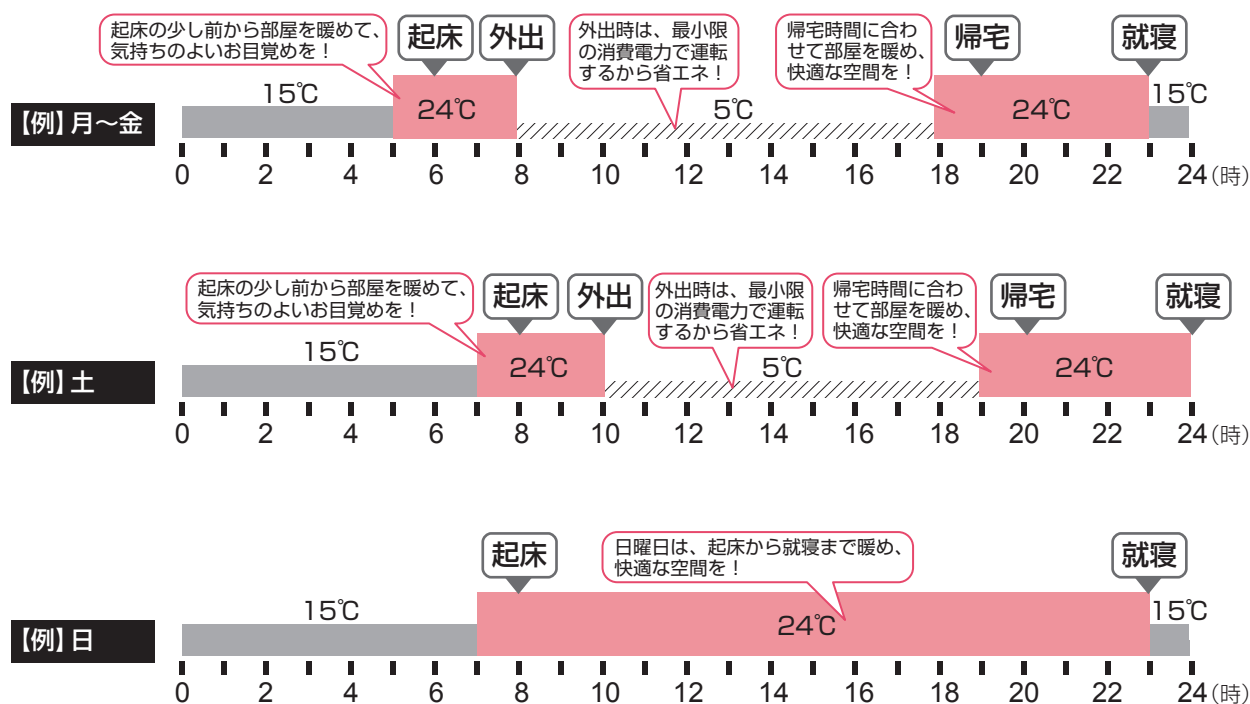 起床の少し前から部屋を暖めて、
気持ちのよいお目覚めを！
起床
外出
外出時は、最小限
の消費電力で運転
するから省エネ！
帰宅時間に合わ
せて部屋を暖め、
快適な空間を！
帰宅
就寝
【例】月～金
15℃
24℃
5℃
24℃
15℃
0 2 4 6 8 10 12 14 16 18 20 22 24（時）
起床の少し前から部屋を暖めて、
気持ちのよいお目覚めを！
起床
外出
外出時は、最小限
の消費電力で運転
するから省エネ！
帰宅時間に合わ
せて部屋を暖め、
快適な空間を！
帰宅
就寝
【例】土
15℃
24℃
5℃
24℃
0 2 4 6 8 10 12 14 16 18 20 22 24（時）
起床
日曜日は、起床から就寝まで暖め、
快適な空間を！
就寝
【例】日
15℃
24℃
15℃
0 2 4 6 8 10 12 14 16 18 20 22 24（時）